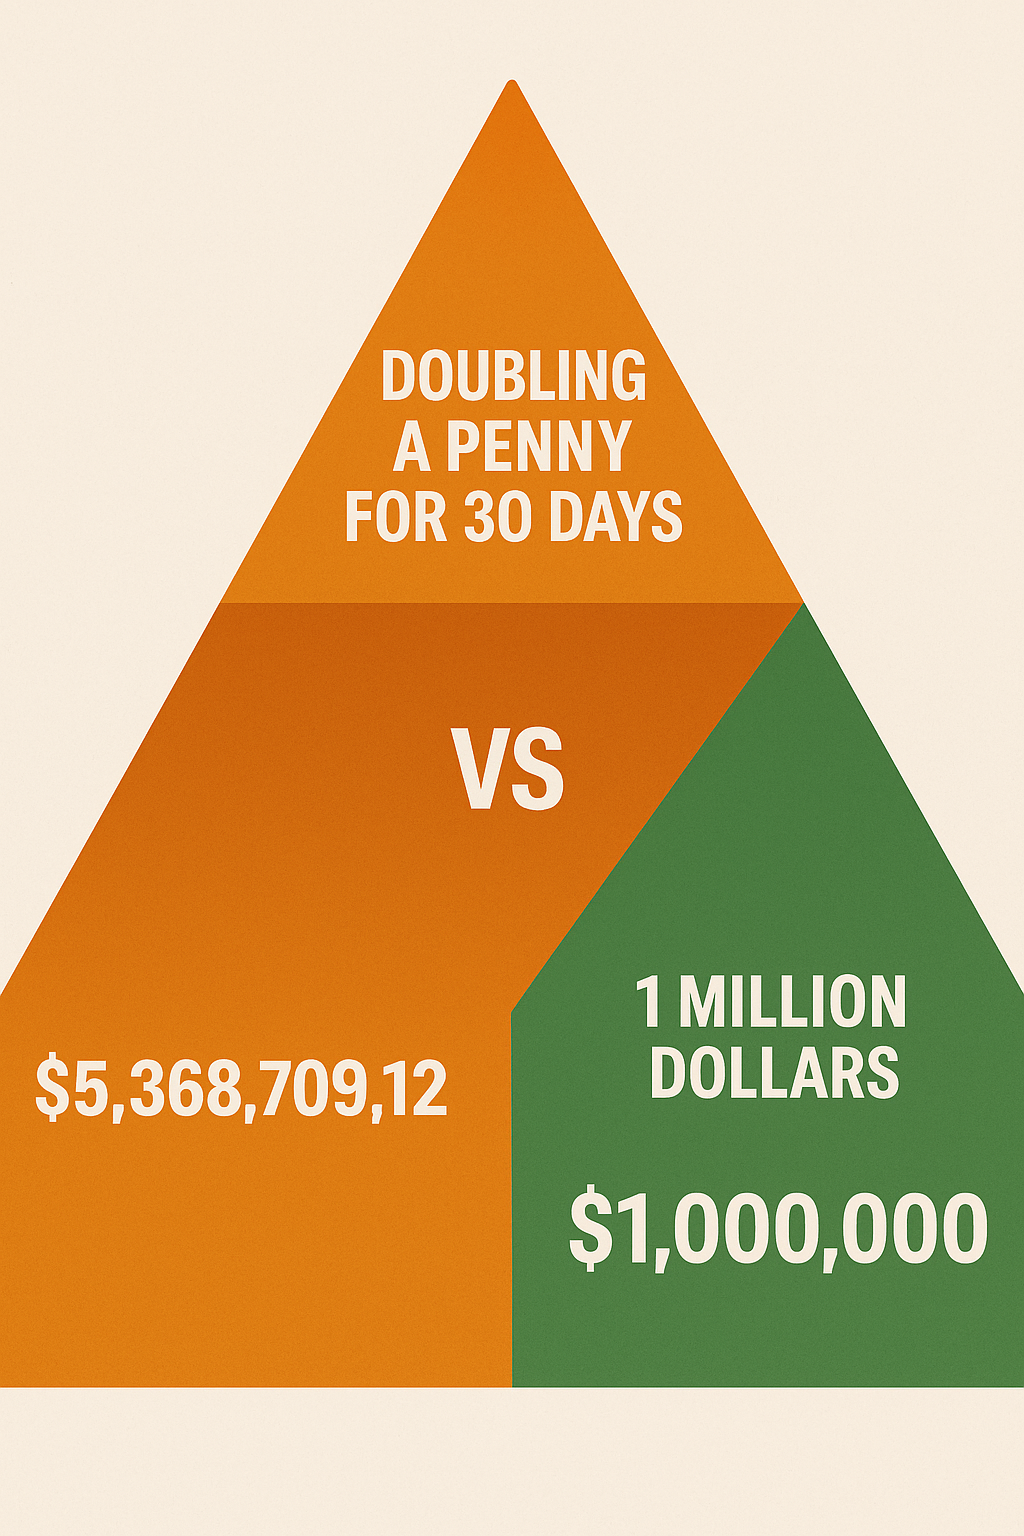 DOUBLING
A PENNY
FOR 30 DAYS
VS
$5,368,709,12
1 MILLION
DOLLARS
$1,000,000